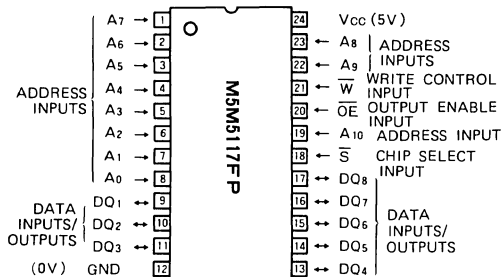 A7 → 1
A6 → 2
A5 → 3
A4 → 4
A3 → 5
A2 → 6
A1 → 7
A0 → 8
DQ1 ↔ 9
DQ2 ↔ 10
DQ3 ↔ 11
(0V) GND 12
ADDRESS
INPUTS
DATA
INPUTS/
OUTPUTS
M5M5117FP
24 VCC (5V)
23 ← A8
22 ← A9
ADDRESS
INPUTS
21 ← W̅ WRITE CONTROL
INPUT
20 ← O̅E̅ OUTPUT ENABLE
INPUT
19 ← A10 ADDRESS INPUT
18 ← S̅ CHIP SELECT
INPUT
17 ↔ DQ8
16 ↔ DQ7
15 ↔ DQ6
14 ↔ DQ5
13 ↔ DQ4
DATA
INPUTS/
OUTPUTS